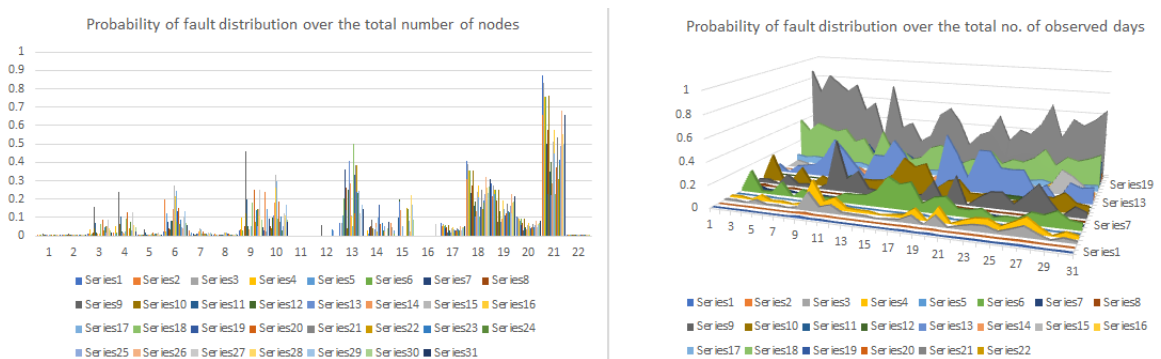 Probability of fault distribution over the total number of nodes
1
0.9
0.8
0.7
0.6
0.5
0.4
0.3
0.2
0.1
0
1 2 3 4 5 6 7 8 9 10 11 12 13 14 15 16 17 18 19 20 21 22
Series1 Series2 Series3 Series4 Series5 Series6 Series7 Series8
Series9 Series10 Series11 Series12 Series13 Series14 Series15 Series16
Series17 Series18 Series19 Series20 Series21 Series22 Series23 Series24
Series25 Series26 Series27 Series28 Series29 Series30 Series31
Probability of fault distribution over the total no. of observed days
1
0.8
0.6
0.4
0.2
0
1 3 5 7 9 11 13 15 17 19 21 23 25 27 29 31
Series19
Series13
Series7
Series1
Series1 Series2 Series3 Series4 Series5 Series6 Series7 Series8
Series9 Series10 Series11 Series12 Series13 Series14 Series15 Series16
Series17 Series18 Series19 Series20 Series21 Series22